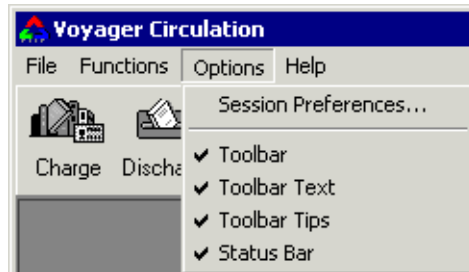 Voyager Circulation
File Functions Options Help
Session Preferences...
Charge
Toolbar
Toolbar Text
Toolbar Tips
Status Bar